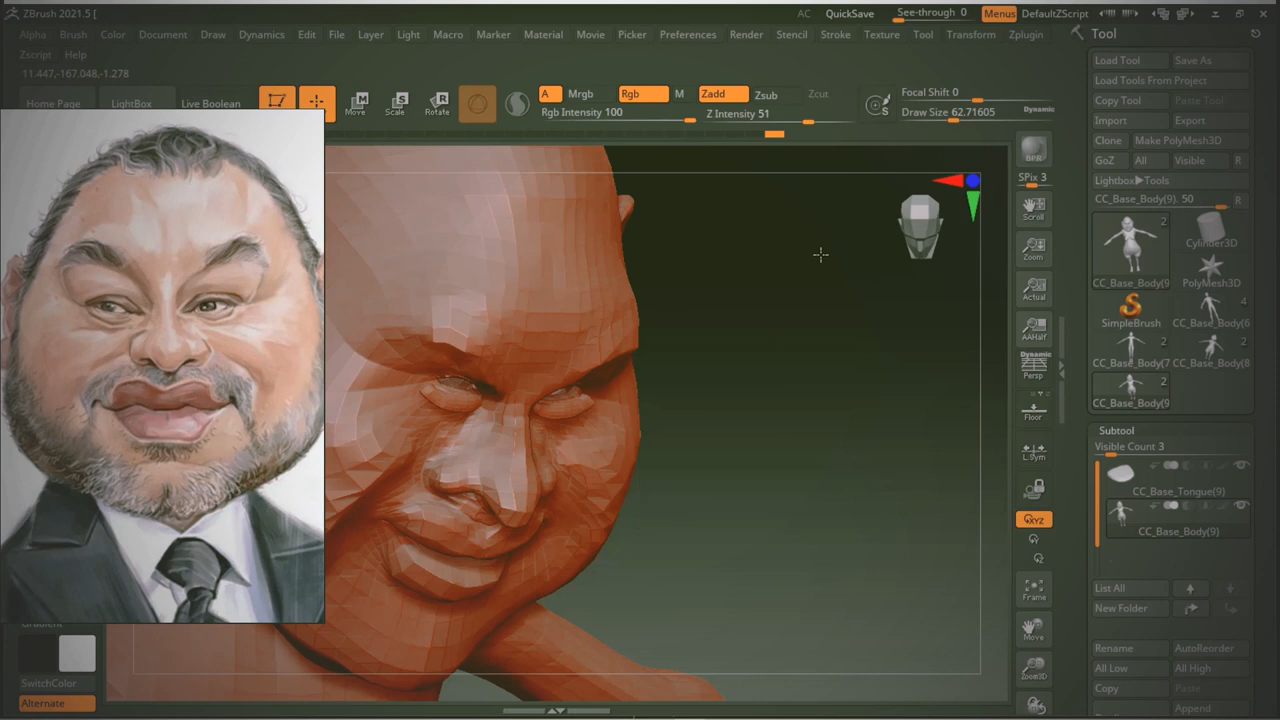 ZBrush 2021.5 [
AC QuickSave See-through 0 Menus DefaultZScript
Alpha Brush Color Document Draw Dynamics Edit File Layer Light Macro Marker Material Movie Picker Preferences Render Stencil Stroke Texture Tool Transform Zplugin
Zscript Help
11.447,-167.048,-1.278
Home Page LightBox Live Boolean
M Move S Scale R Rotate
A Mrgb Rgb M Zadd Zsub Zcut
Rgb Intensity 100 Z Intensity 51
S
Focal Shift 0
Draw Size 62.71605 Dynamic
BPR
SPix 3
Scroll
Zoom
Actual
AAHalf
Dynamic
Persp
Floor
L.Sym
XYZ
Y
Z
Frame
Move
Zoom3D
Tool
Load Tool Save As
Load Tools From Project
Copy Tool Paste Tool
Import Export
Clone Make PolyMesh3D
GoZ All Visible R
Lightbox▶Tools
CC_Base_Body(9). 50 R
2
Cylinder3D
CC_Base_Body(9 PolyMesh3D
4
SimpleBrush CC_Base_Body(6
2 2
CC_Base_Body(7 CC_Base_Body(8
2
CC_Base_Body(9
Subtool
Visible Count 3
CC_Base_Tongue(9)
CC_Base_Body(9)
List All
New Folder
Rename AutoReorder
All Low All High
Copy Paste
Append
Gradient
SwitchColor
Alternate